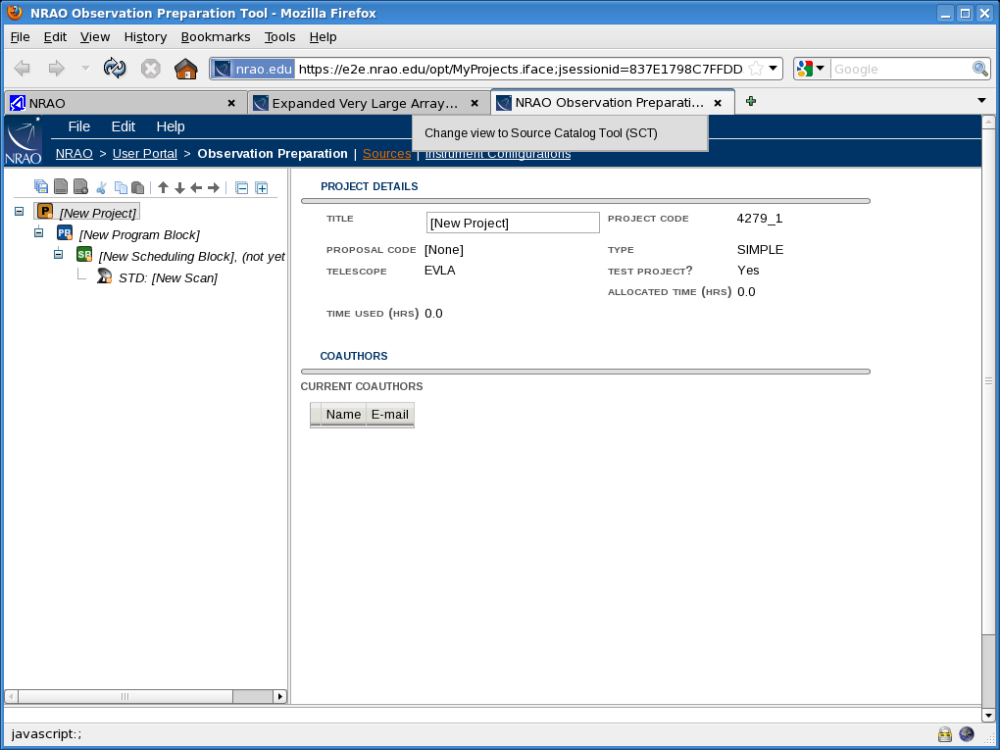 NRAO Observation Preparation Tool - Mozilla Firefox
File Edit View History Bookmarks Tools Help
nrao.edu https://e2e.nrao.edu/opt/MyProjects.iface;jsessionid=837E1798C7FFDD Google
NRAO Expanded Very Large Array... NRAO Observation Preparati...
File Edit Help
Change view to Source Catalog Tool (SCT)
NRAO
NRAO > User Portal > Observation Preparation | Sources | Instrument Configurations
PROJECT DETAILS
TITLE [New Project] PROJECT CODE 4279_1
PROPOSAL CODE [None] TYPE SIMPLE
TELESCOPE EVLA TEST PROJECT? Yes
ALLOCATED TIME (HRS) 0.0
TIME USED (HRS) 0.0
COAUTHORS
CURRENT COAUTHORS
Name E-mail
P [New Project]
PB [New Program Block]
SB [New Scheduling Block], (not yet
STD: [New Scan]
javascript:;